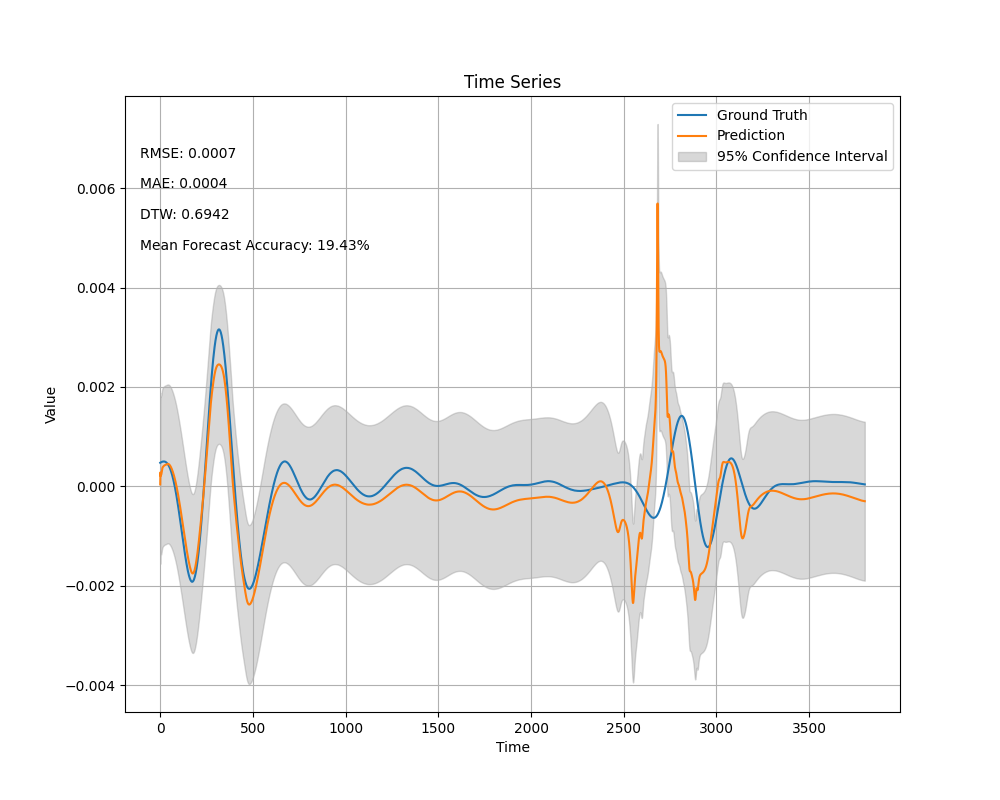 Time Series
Ground Truth
Prediction
95% Confidence Interval
RMSE: 0.0007
MAE: 0.0004
DTW: 0.6942
Mean Forecast Accuracy: 19.43%
0.006
0.004
0.002
0.000
−0.002
−0.004
Value
0 500 1000 1500 2000 2500 3000 3500
Time